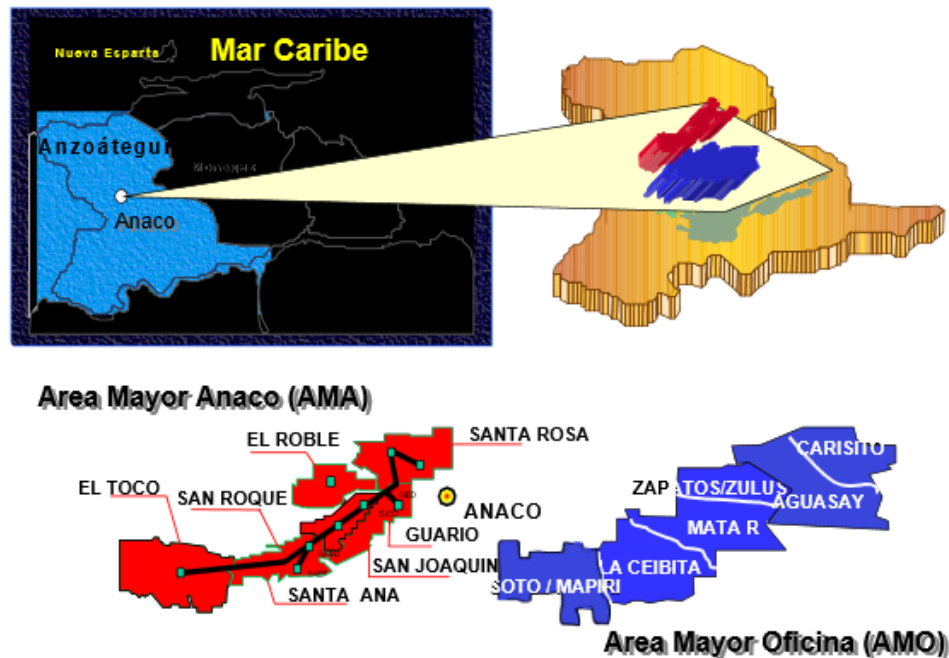 Nueva Esparta
Mar Caribe
Anzoátegui
Monagas
Anaco
Area Mayor Anaco (AMA)
EL ROBLE
SANTA ROSA
CARISITO
EL TOCO
SAN ROQUE
ZAPATOS/ZULUS
AGUASAY
ANACO
GUARIO
MATA R
SAN JOAQUIN
LA CEIBITA
SANTA ANA
SOTO / MAPIRI
Area Mayor Oficina (AMO)